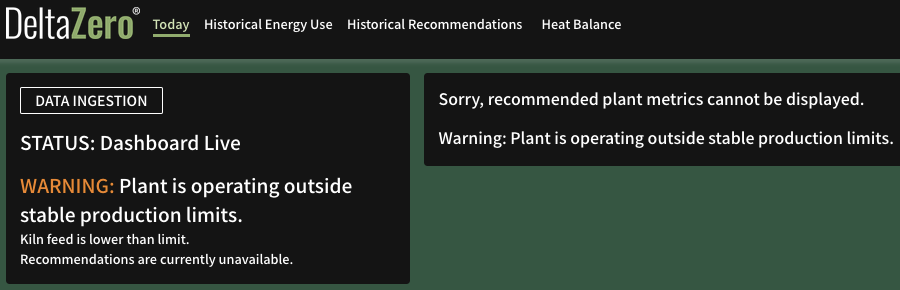 DeltaZero®
Today
Historical Energy Use
Historical Recommendations
Heat Balance
DATA INGESTION
STATUS: Dashboard Live
WARNING: Plant is operating outside
stable production limits.
Kiln feed is lower than limit.
Recommendations are currently unavailable.
Sorry, recommended plant metrics cannot be displayed.
Warning: Plant is operating outside stable production limits.